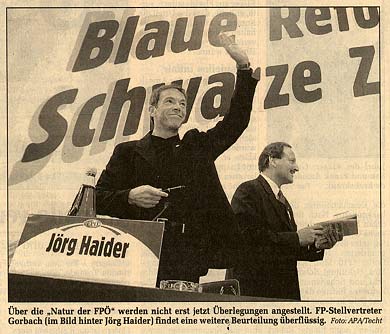 Blaue Refo
Schwarze Z
Jörg Haider
Über die „Natur der FPÖ“ werden nicht erst jetzt Überlegungen angestellt. FP-Stellvertreter
Gorbach (im Bild hinter Jörg Haider) findet eine weitere Beurteilung überflüssig. Foto: APA/Techt